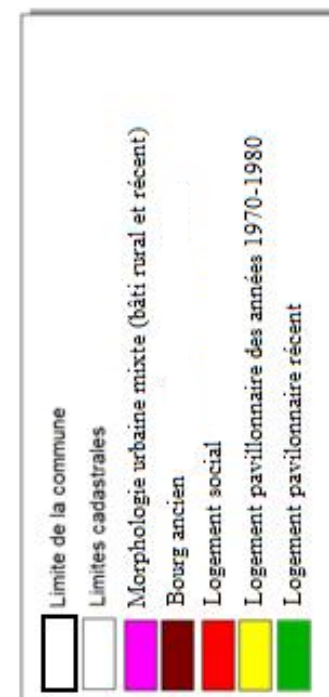 Limite de la commune
Limites cadastrales
Morphologie urbaine mixte (bâti rural et récent)
Bourg ancien
Logement social
Logement pavillonnaire des années 1970-1980
Logement pavilonnaire récent